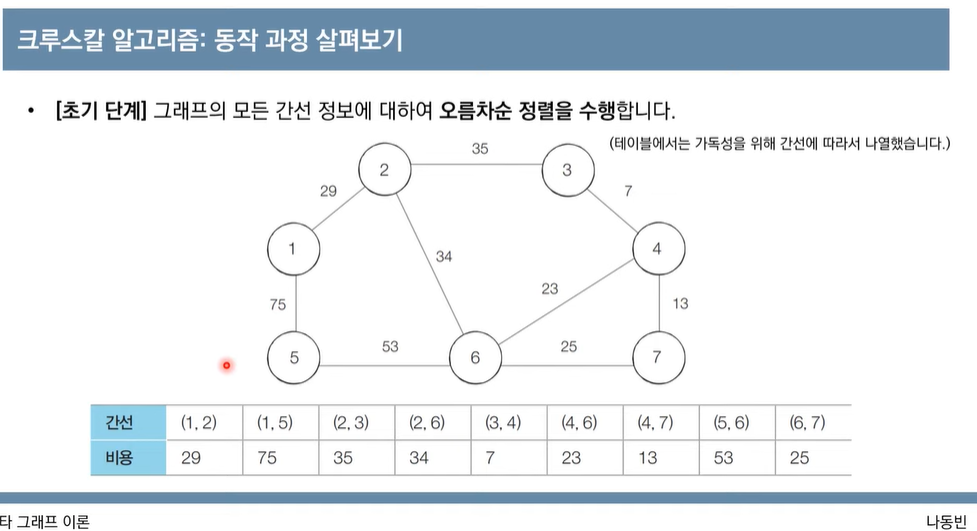 크루스칼 알고리즘: 동작 과정 살펴보기
• [초기 단계] 그래프의 모든 간선 정보에 대하여 오름차순 정렬을 수행합니다.
(테이블에서는 가독성을 위해 간선에 따라서 나열했습니다.)
35
2
3
29
7
1
34
4
23
75
13
53
25
5
6
7
간선 (1, 2) (1, 5) (2, 3) (2, 6) (3, 4) (4, 6) (4, 7) (5, 6) (6, 7)
비용 29 75 35 34 7 23 13 53 25
타 그래프 이론
나동빈